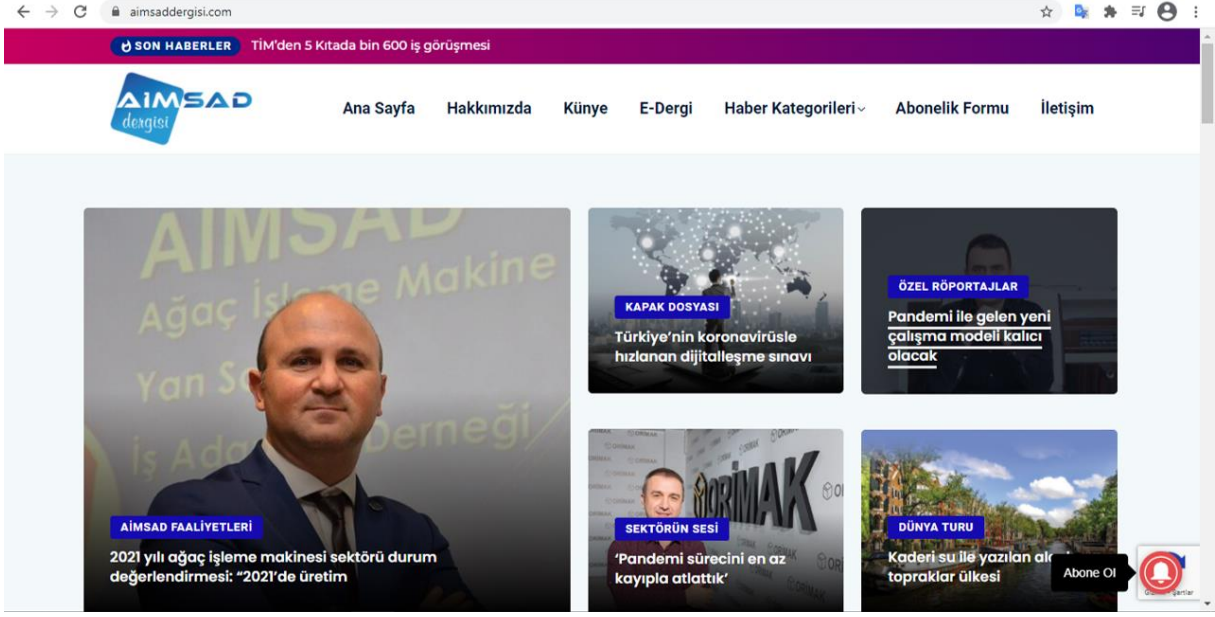 aimsaddergisi.com
SON HABERLER TİM'den 5 Kıtada bin 600 iş görüşmesi
AIMSAD
dergisi
Ana Sayfa Hakkımızda Künye E-Dergi Haber Kategorileri Abonelik Formu İletişim
AIMSAD
Ağaç İşleme Makine
Yan
İş Derneği
AİMSAD FAALİYETLERİ
2021 yılı ağaç işleme makinesi sektörü durum
değerlendirmesi: “2021’de üretim
KAPAK DOSYASI
Türkiye’nin koronavirüsle
hızlanan dijitalleşme sınavı
ÖZEL RÖPORTAJLAR
Pandemi ile gelen yeni
çalışma modeli kalıcı
olacak
ORİMAK
SEKTÖRÜN SESİ
‘Pandemi sürecini en az
kayıpla atlattık’
DÜNYA TURU
Kaderi su ile yazılan
topraklar ülkesi
Abone Ol